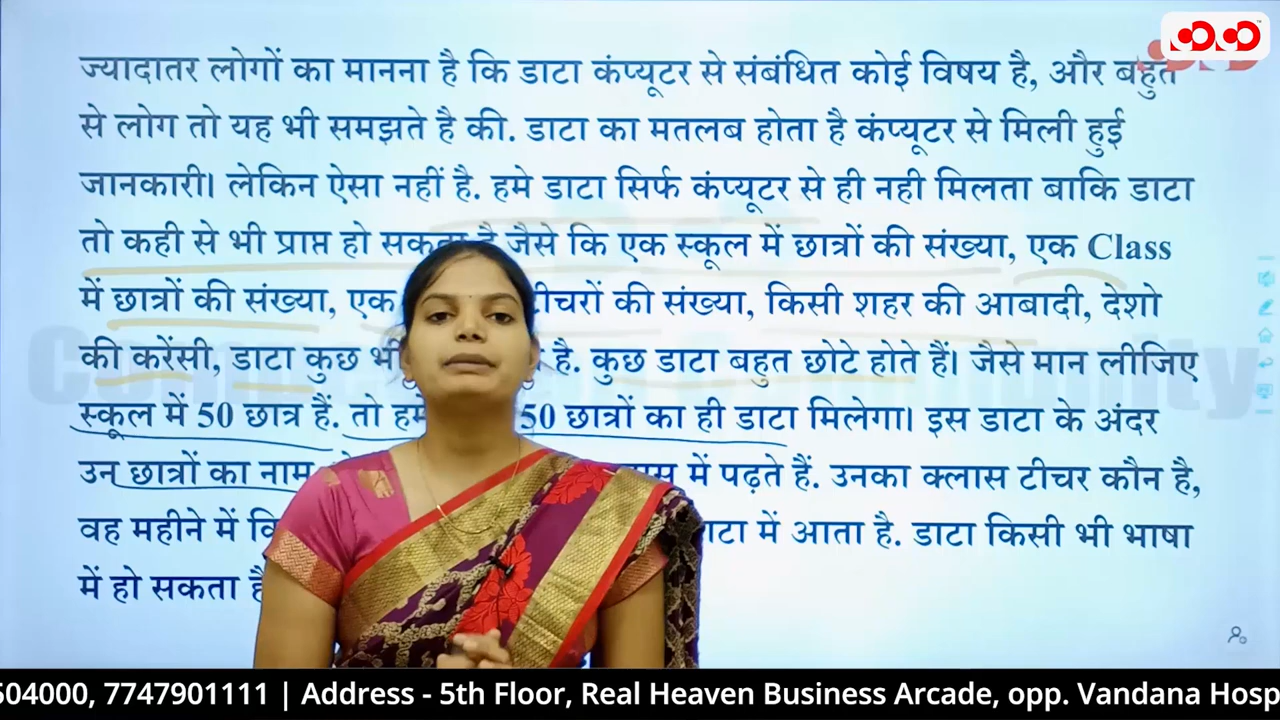 ज्यादातर लोगों का मानना है कि डाटा कंप्यूटर से संबंधित कोई विषय है, और बहुत
से लोग तो यह भी समझते है की. डाटा का मतलब होता है कंप्यूटर से मिली हुई
जानकारी। लेकिन ऐसा नहीं है. हमे डाटा सिर्फ कंप्यूटर से ही नही मिलता बाकि डाटा
तो कही से भी प्राप्त हो सकता है जैसे कि एक स्कूल में छात्रों की संख्या, एक Class
में छात्रों की संख्या, एक टीचरों की संख्या, किसी शहर की आबादी, देशो
की करेंसी, डाटा कुछ भी है. कुछ डाटा बहुत छोटे होते हैं। जैसे मान लीजिए
स्कूल में 50 छात्र हैं. तो हमे 50 छात्रों का ही डाटा मिलेगा। इस डाटा के अंदर
उन छात्रों का नाम में पढ़ते हैं. उनका क्लास टीचर कौन है,
वह महीने में में आता है. डाटा किसी भी भाषा
में हो सकता है
504000, 7747901111 | Address - 5th Floor, Real Heaven Business Arcade, opp. Vandana Hosp